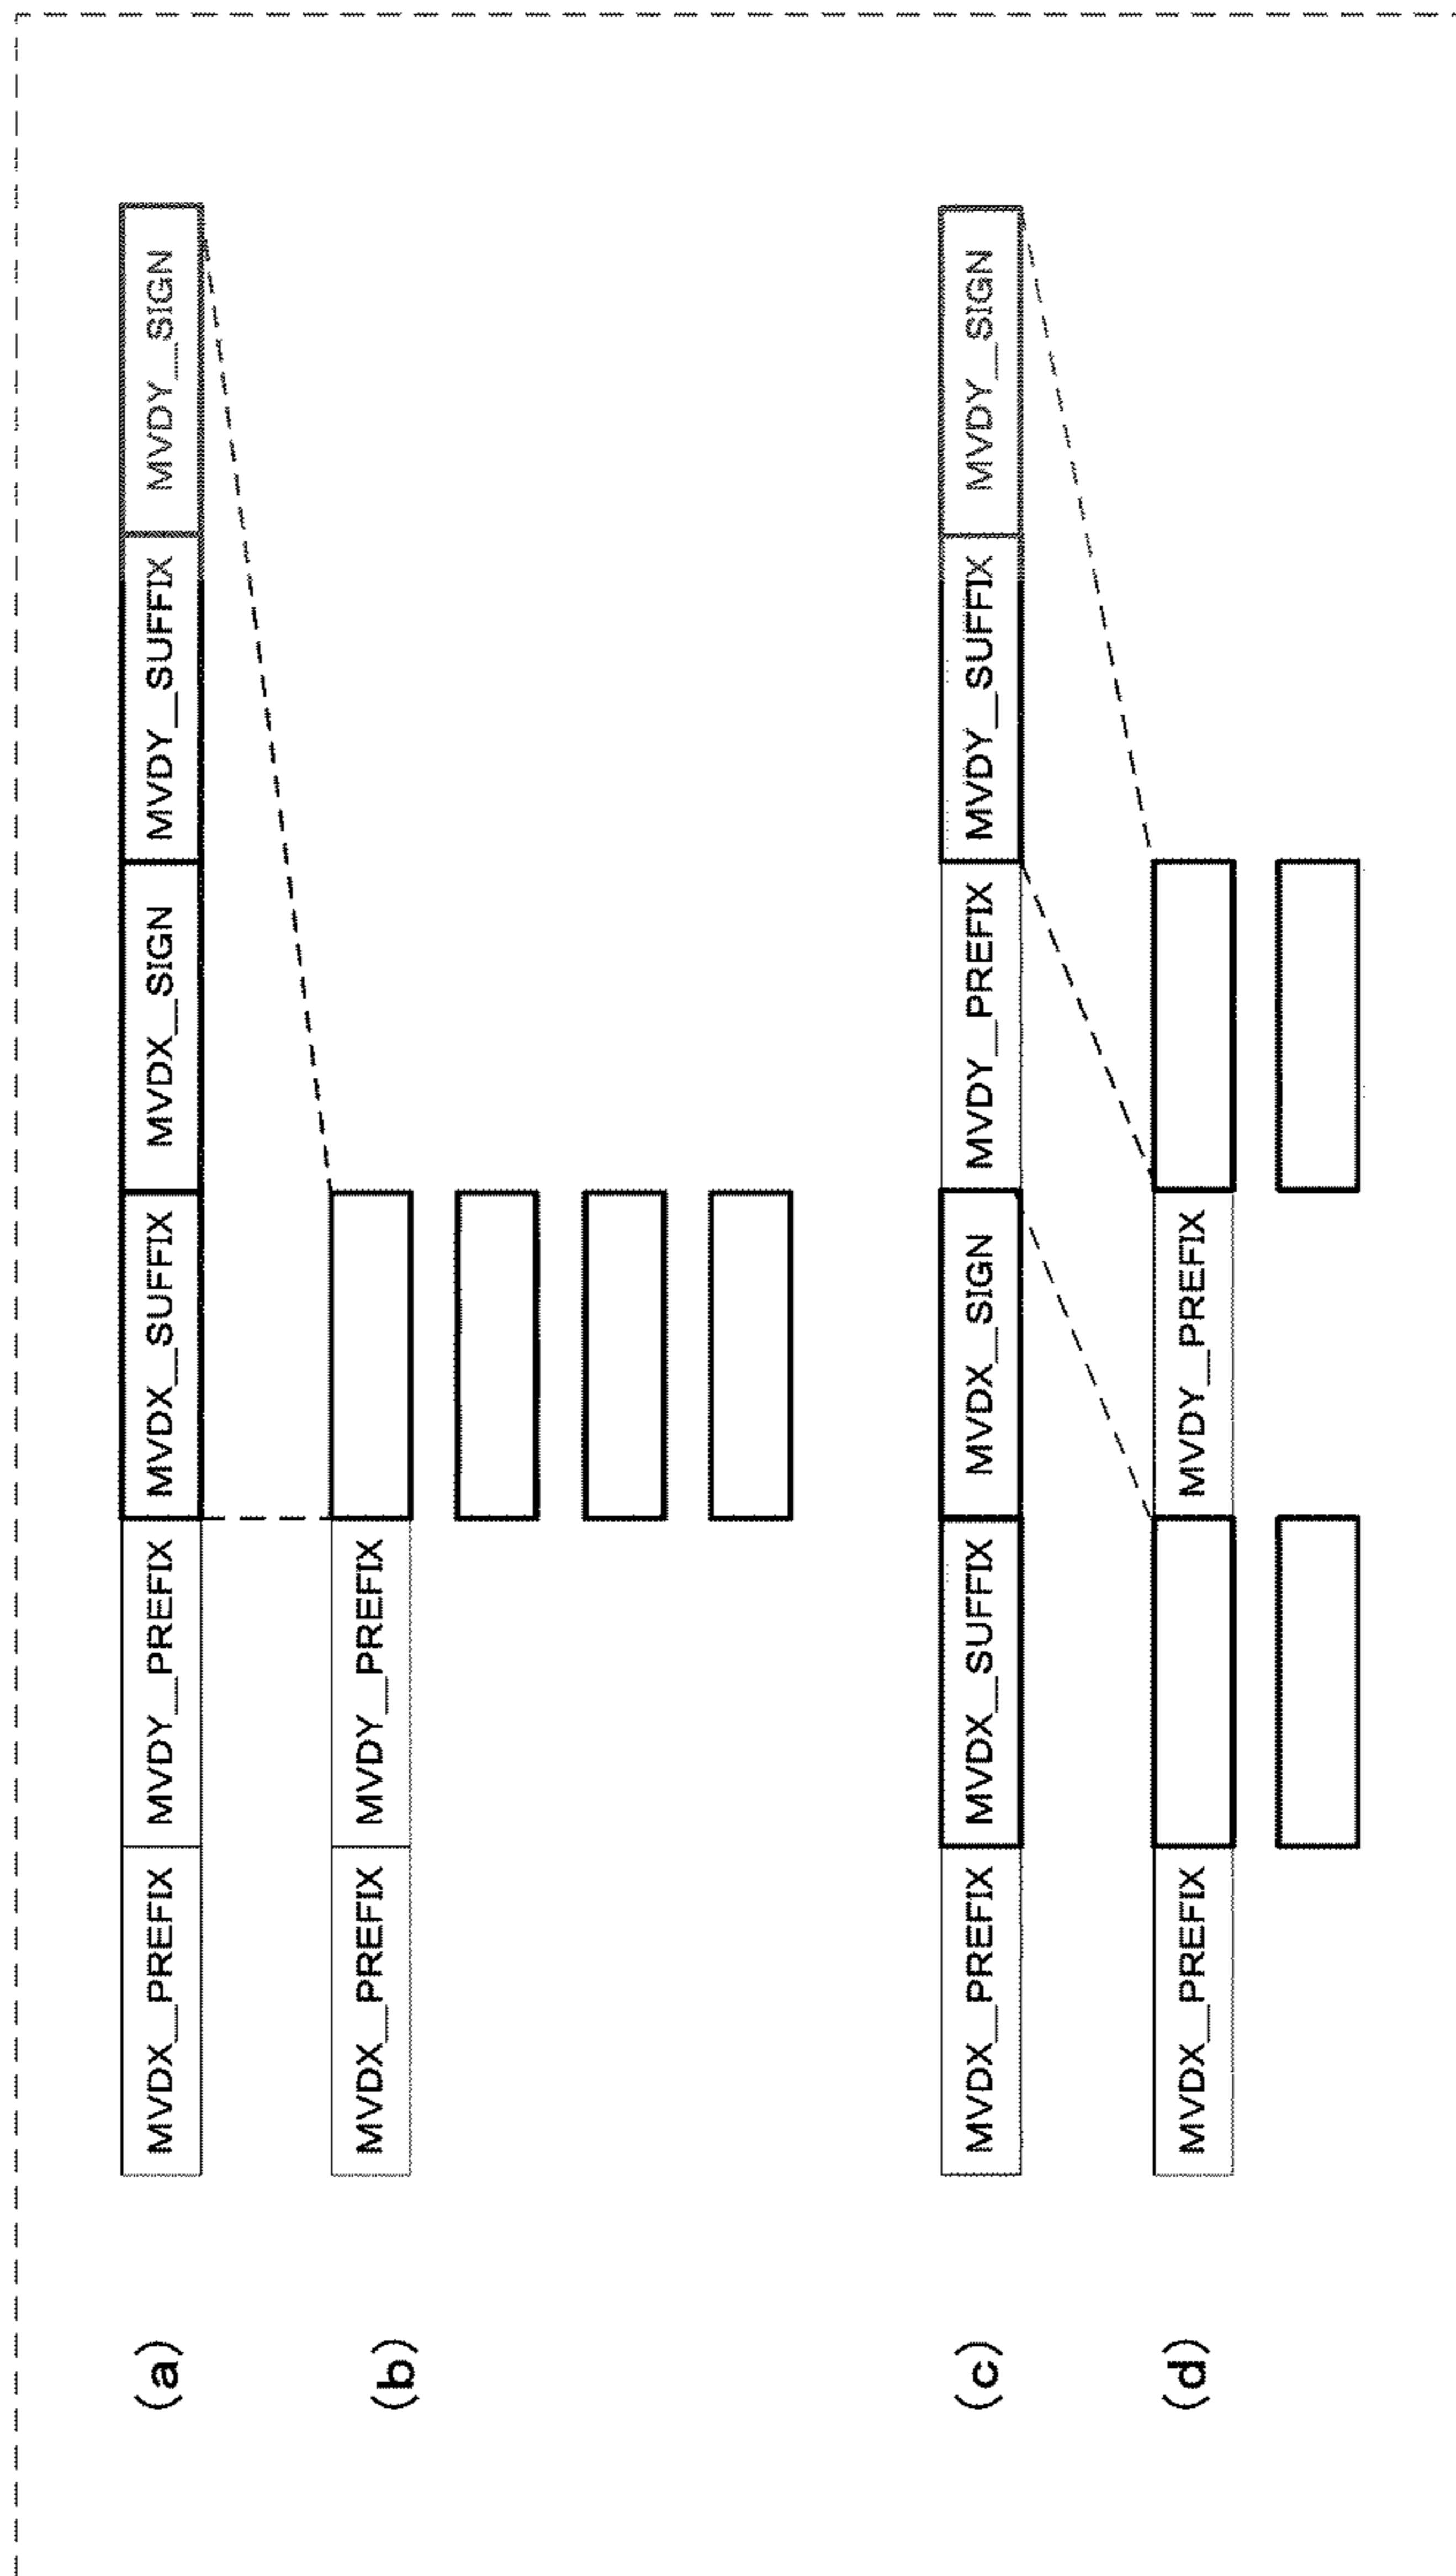 (a) MVDX_PREFIX MVDY_PREFIX MVDX_SUFFIX MVDX_SIGN MVDY_SUFFIX MVDY_SIGN
(b) MVDX_PREFIX MVDY_PREFIX
(c) MVDX_PREFIX MVDX_SUFFIX MVDX_SIGN MVDY_PREFIX MVDY_SUFFIX MVDY_SIGN
(d) MVDX_PREFIX MVDY_PREFIX